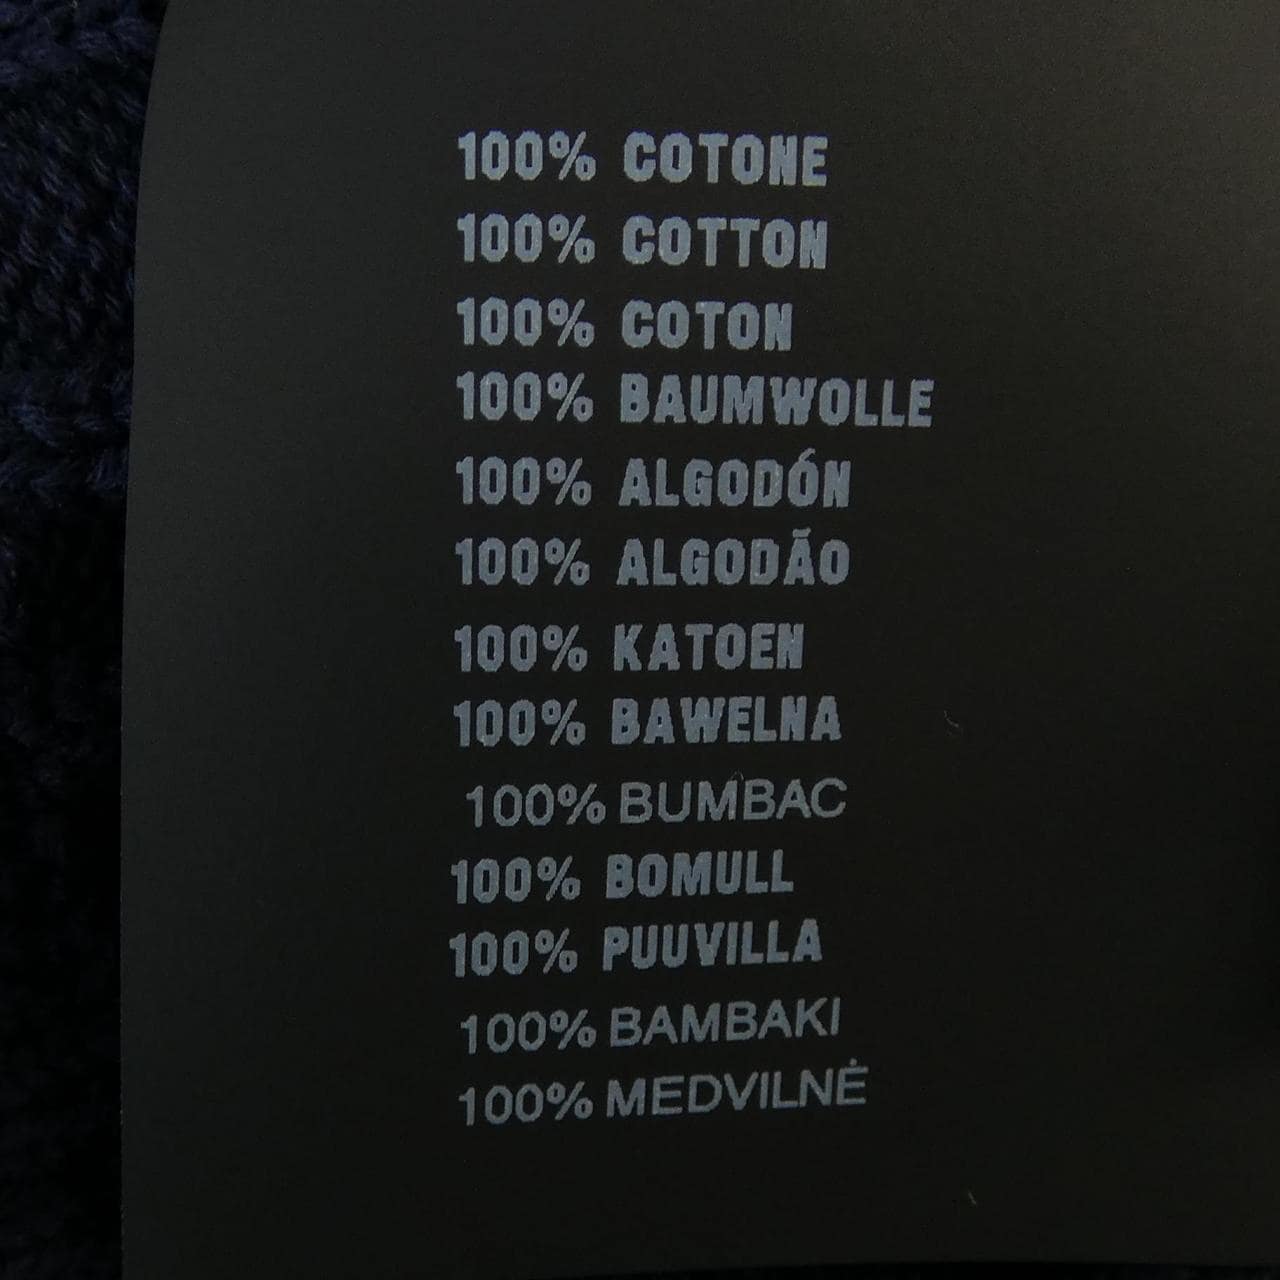 100% COTONE
100% COTTON
100% COTON
100% BAUMWOLLE
100% ALGODÓN
100% ALGODÃO
100% KATOEN
100% BAWELNA
100% BUMBAC
100% BOMULL
100% PUUVILLA
100% BAMBAKI
100% MEDVILNĖ